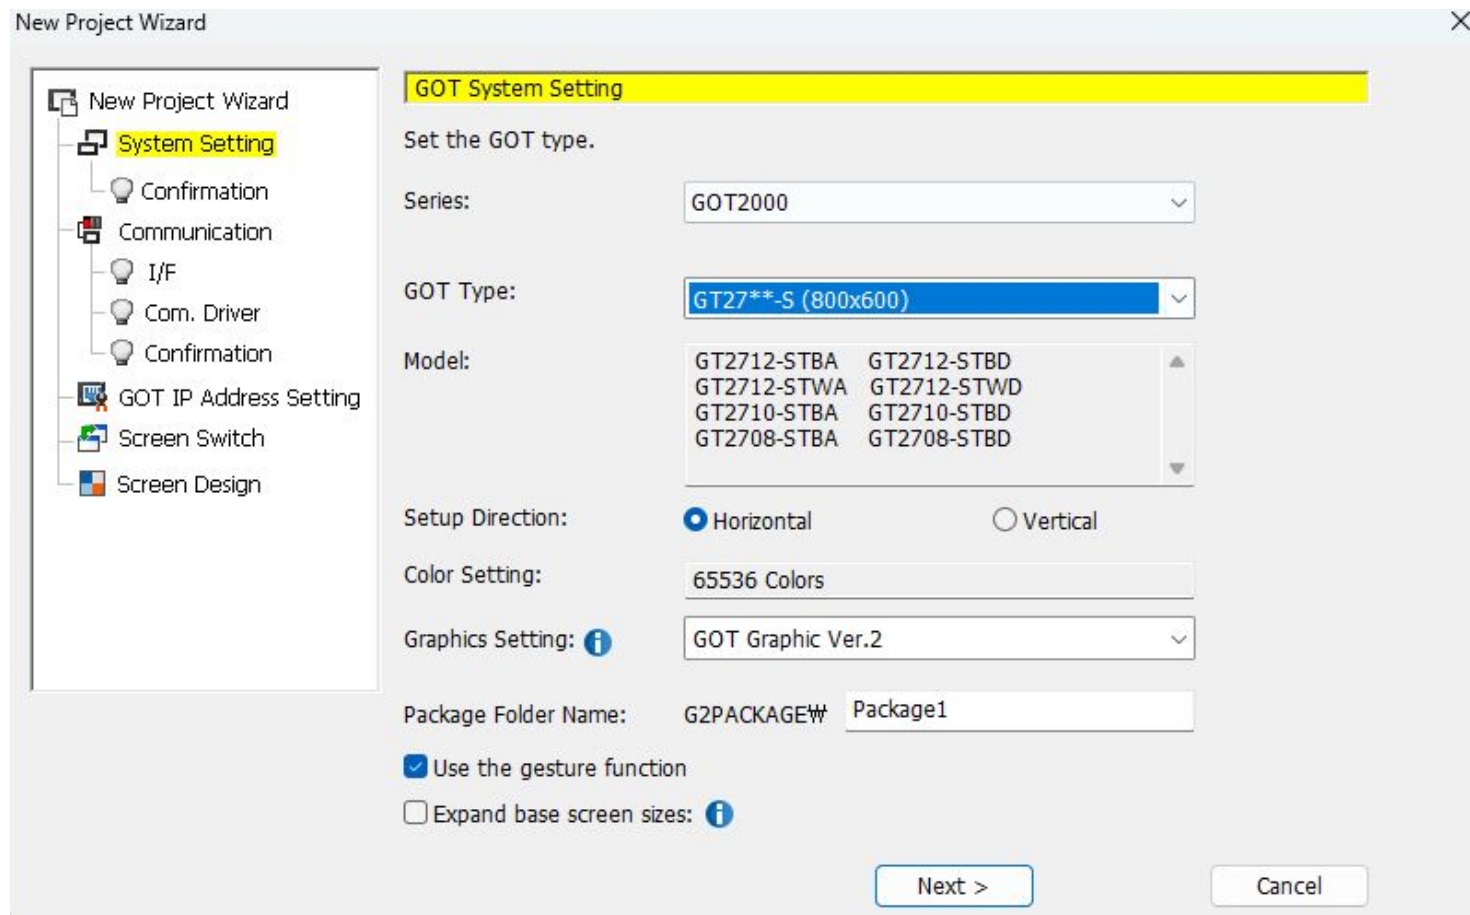 New Project Wizard
New Project Wizard
System Setting
Confirmation
Communication
I/F
Com. Driver
Confirmation
GOT IP Address Setting
Screen Switch
Screen Design
GOT System Setting
Set the GOT type.
Series: GOT2000
GOT Type: GT27**-S (800x600)
Model: GT2712-STBA GT2712-STBD
GT2712-STWA GT2712-STWD
GT2710-STBA GT2710-STBD
GT2708-STBA GT2708-STBD
Setup Direction: Horizontal Vertical
Color Setting: 65536 Colors
Graphics Setting: GOT Graphic Ver.2
Package Folder Name: G2PACKAGE₩ Package1
Use the gesture function
Expand base screen sizes:
Next > Cancel